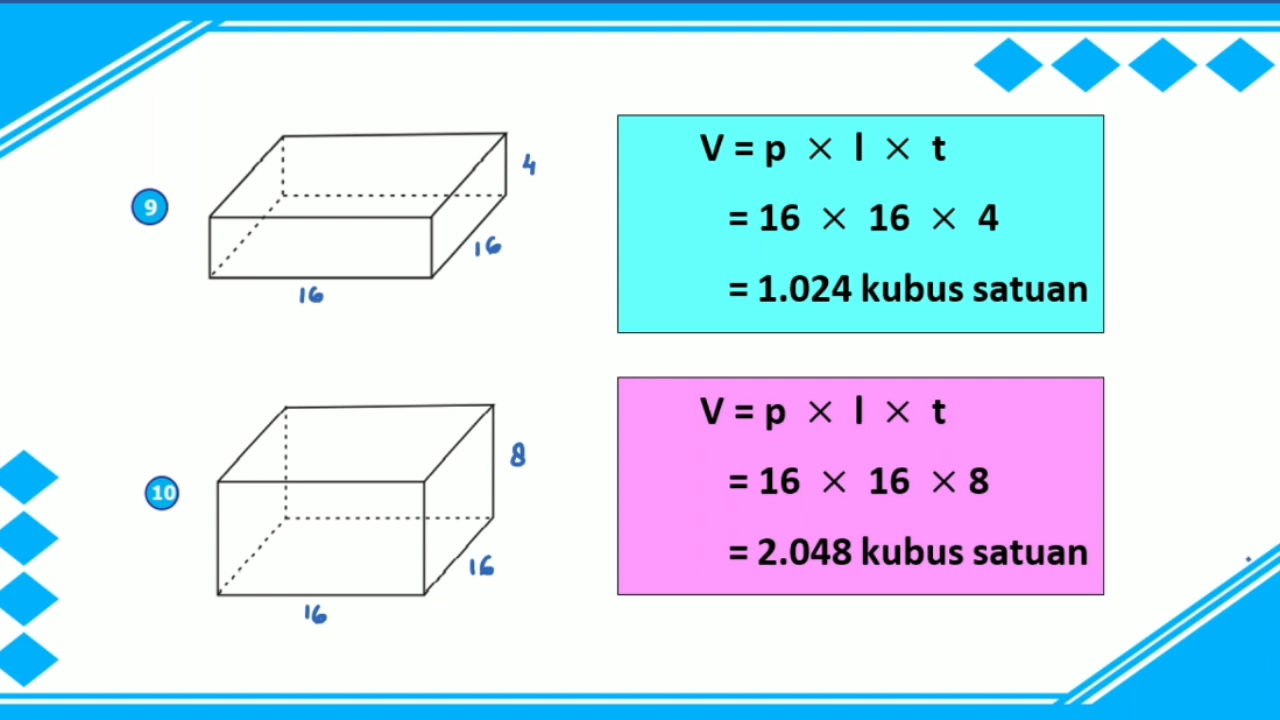 9
4
16
16
V = p × l × t
= 16 × 16 × 4
= 1.024 kubus satuan
10
8
16
16
V = p × l × t
= 16 × 16 × 8
= 2.048 kubus satuan